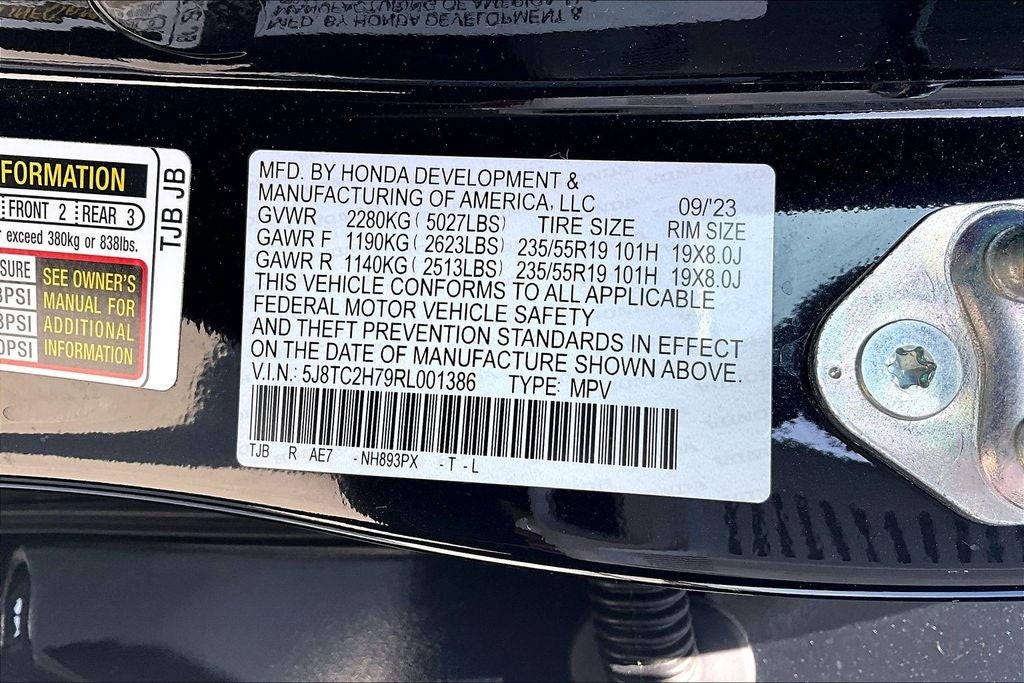 FORMATION
FRONT 2 REAR 3
exceed 380kg or 838lbs.
SURE
PSI
PSI
PSI
SEE OWNER'S
MANUAL FOR
ADDITIONAL
INFORMATION
TJB JB
MFD. BY HONDA DEVELOPMENT &
MANUFACTURING OF AMERICA, LLC 09/'23
GVWR 2280KG ( 5027LBS) TIRE SIZE RIM SIZE
GAWR F 1190KG ( 2623LBS) 235/55R19 101H 19X8.0J
GAWR R 1140KG ( 2513LBS) 235/55R19 101H 19X8.0J
THIS VEHICLE CONFORMS TO ALL APPLICABLE
FEDERAL MOTOR VEHICLE SAFETY
AND THEFT PREVENTION STANDARDS IN EFFECT
ON THE DATE OF MANUFACTURE SHOWN ABOVE.
V.I.N.: 5J8TC2H79RL001386 TYPE: MPV
TJB R AE7 -NH893PX -T -L